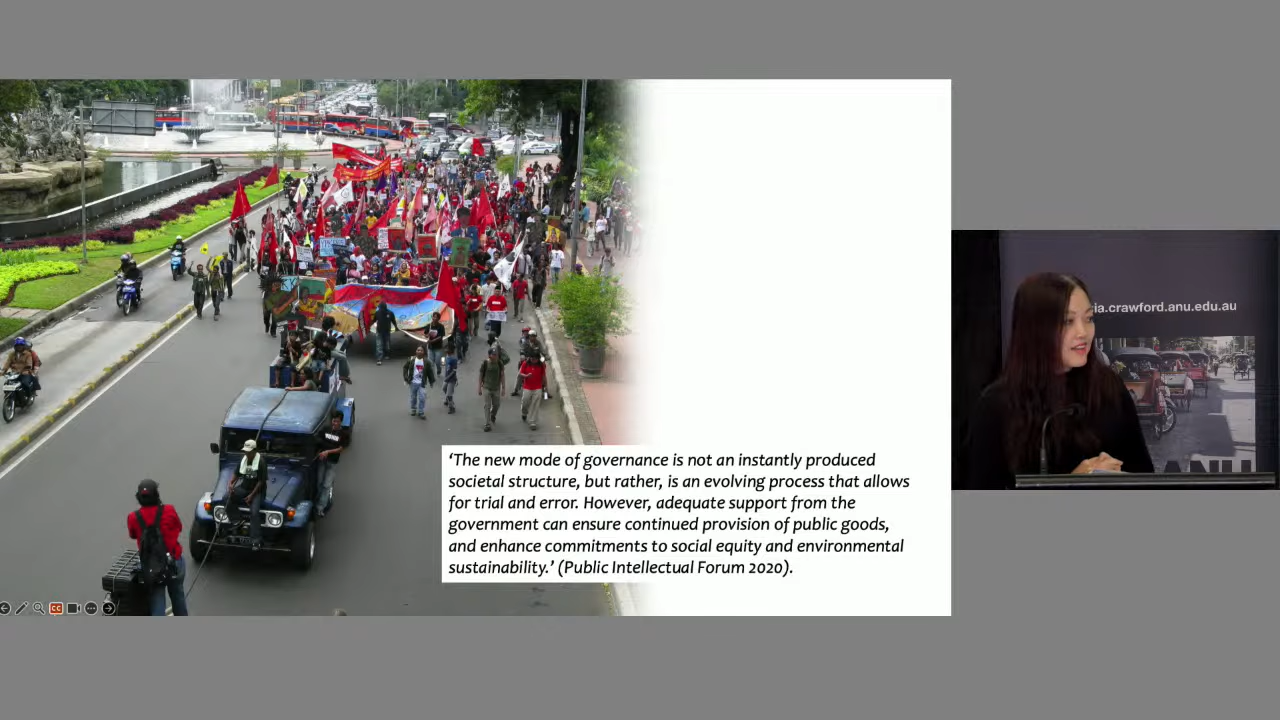 'The new mode of governance is not an instantly produced
societal structure, but rather, is an evolving process that allows
for trial and error. However, adequate support from the
government can ensure continued provision of public goods,
and enhance commitments to social equity and environmental
sustainability.' (Public Intellectual Forum 2020).
ia.crawford.anu.edu.au
ANU
CC